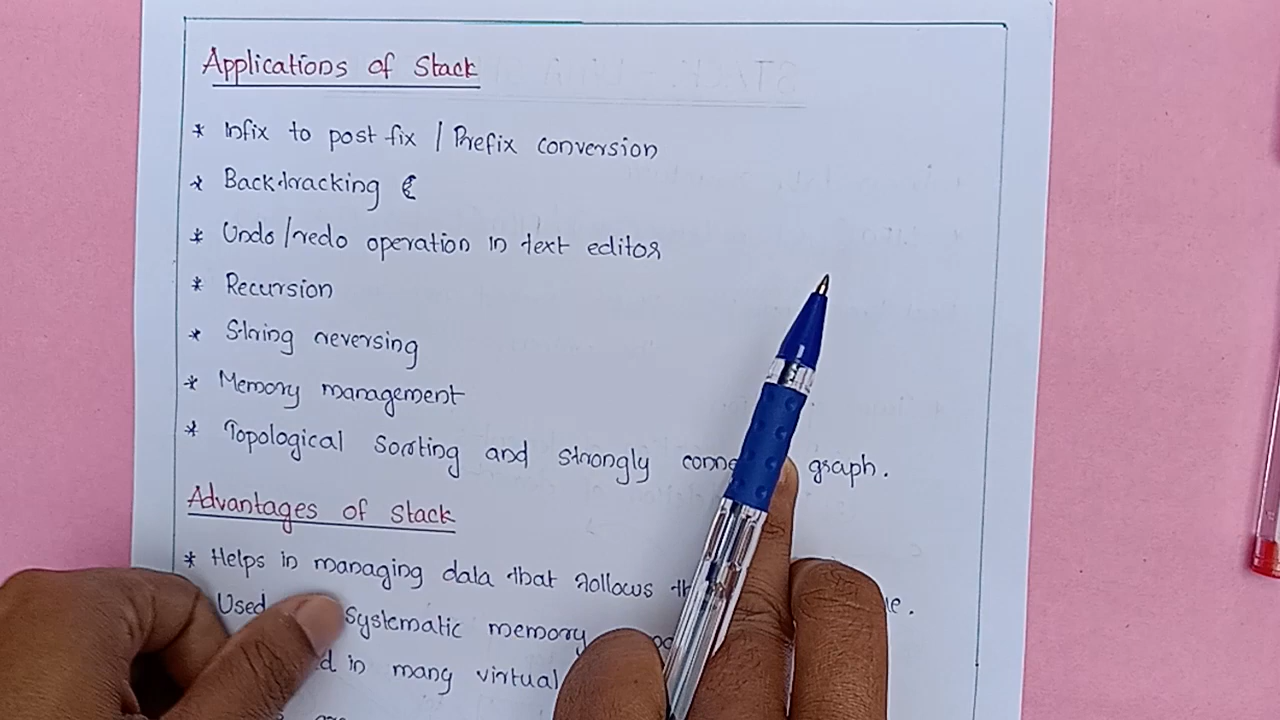 Applications of Stack
* Infix to post fix / Prefix conversion
* Backtracking
* Undo/redo operation in text editor
* Recursion
* String reversing
* Memory management
* Topological Sorting and strongly graph.
Advantages of stack
* Helps in managing data that follows
Used Systematic memory
in many virtual